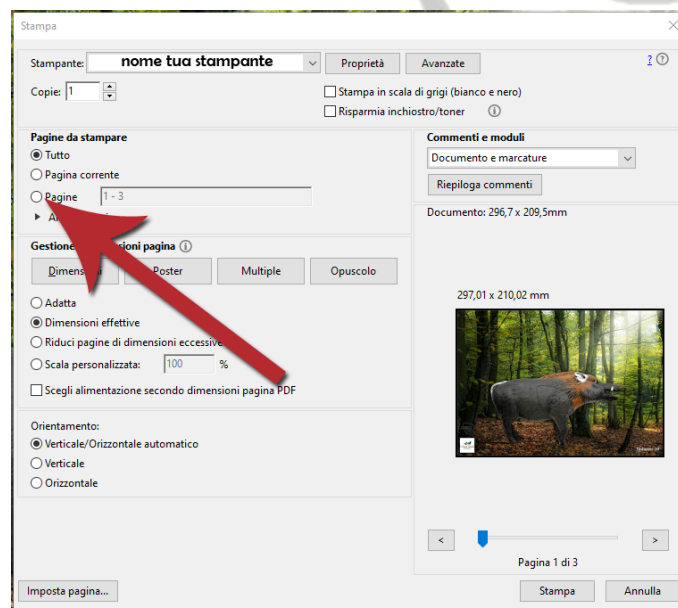 Stampa
Stampante: nome tua stampante Proprietà Avanzate ?
Copie: 1 Stampa in scala di grigi (bianco e nero)
Risparmia inchiostro/toner
Pagine da stampare
Tutto
Pagina corrente
Pagine 1 - 3
Commenti e moduli
Documento e marcature
Riepiloga commenti
Documento: 296,7 x 209,5mm
Gestione pagina
Poster Multiple Opuscolo
Adatta
Dimensioni effettive
Riduci pagine di dimensioni
Scala personalizzata: 100 %
Scegli alimentazione secondo dimensioni pagina PDF
297,01 x 210,02 mm
Orientamento:
Verticale/Orizzontale automatico
Verticale
Orizzontale
< >
Pagina 1 di 3
Imposta pagina... Stampa Annulla